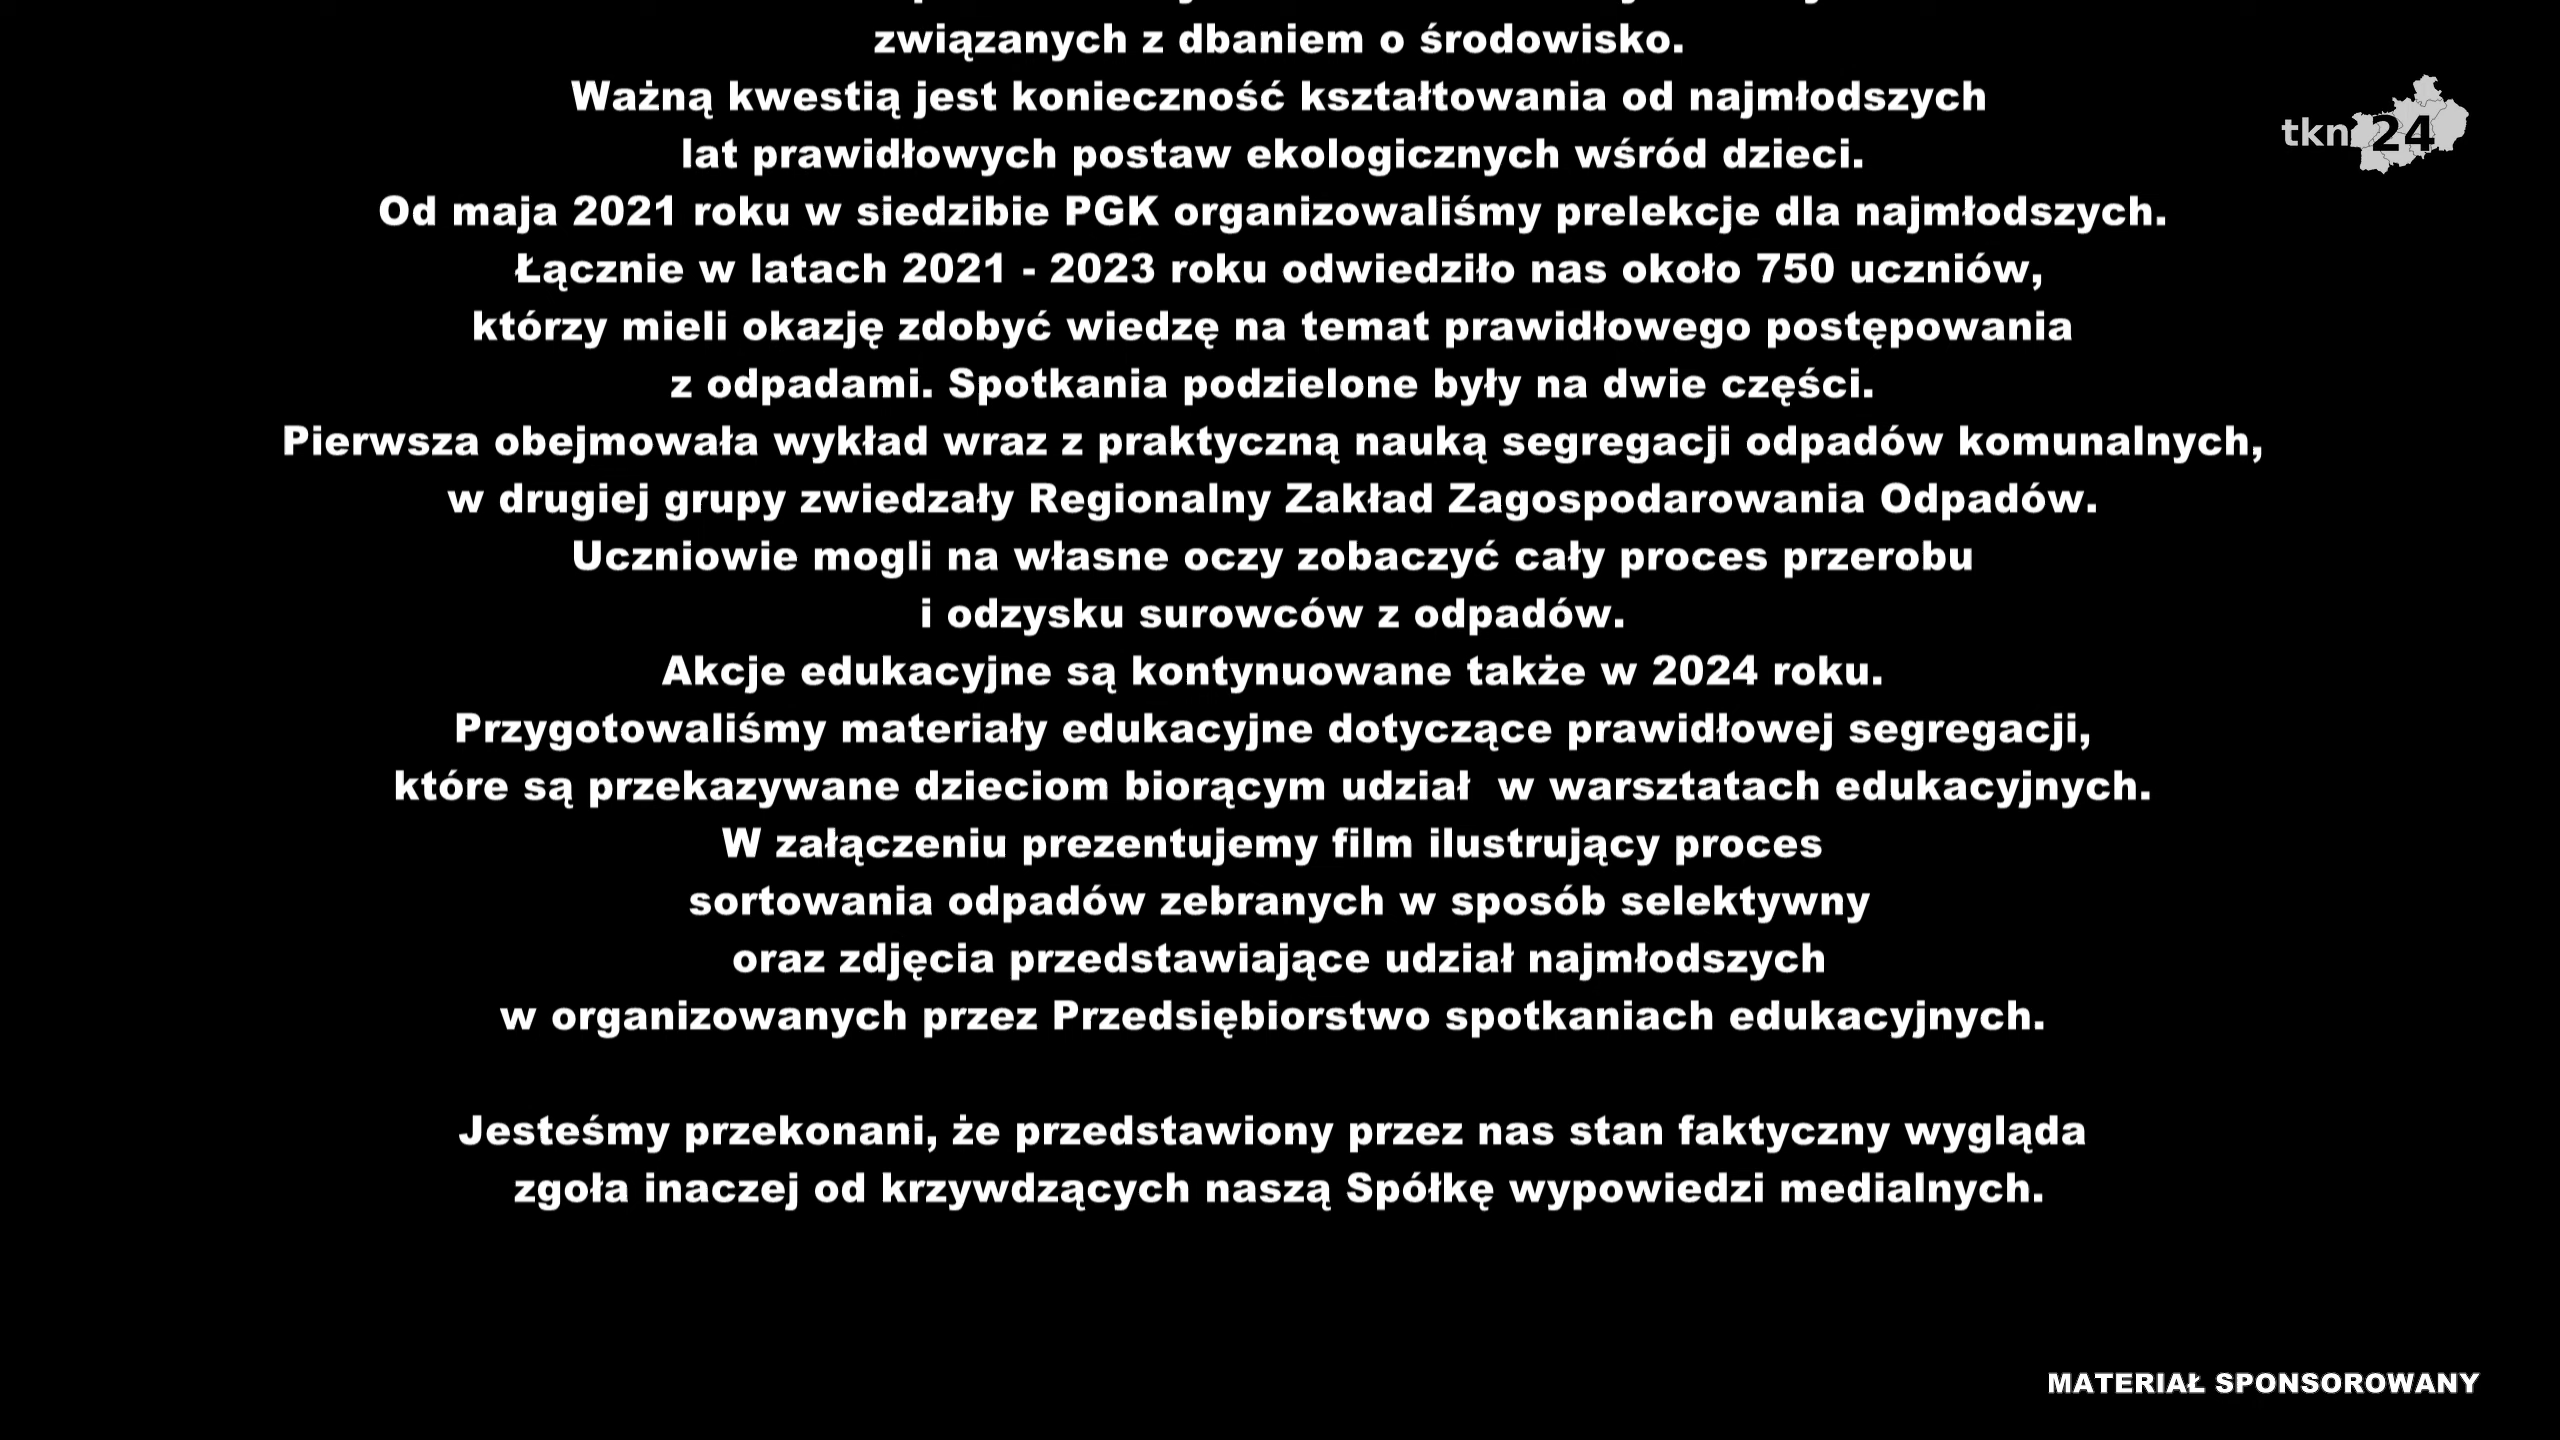 związanych z dbaniem o środowisko.
Ważną kwestią jest konieczność kształtowania od najmłodszych
lat prawidłowych postaw ekologicznych wśród dzieci.
Od maja 2021 roku w siedzibie PGK organizowaliśmy prelekcje dla najmłodszych.
Łącznie w latach 2021 - 2023 roku odwiedziło nas około 750 uczniów,
którzy mieli okazję zdobyć wiedzę na temat prawidłowego postępowania
z odpadami. Spotkania podzielone były na dwie części.
Pierwsza obejmowała wykład wraz z praktyczną nauką segregacji odpadów komunalnych,
w drugiej grupy zwiedzały Regionalny Zakład Zagospodarowania Odpadów.
Uczniowie mogli na własne oczy zobaczyć cały proces przerobu
i odzysku surowców z odpadów.
Akcje edukacyjne są kontynuowane także w 2024 roku.
Przygotowaliśmy materiały edukacyjne dotyczące prawidłowej segregacji,
które są przekazywane dzieciom biorącym udział  w warsztatach edukacyjnych.
W załączeniu prezentujemy film ilustrujący proces
sortowania odpadów zebranych w sposób selektywny
oraz zdjęcia przedstawiające udział najmłodszych
w organizowanych przez Przedsiębiorstwo spotkaniach edukacyjnych.
Jesteśmy przekonani, że przedstawiony przez nas stan faktyczny wygląda
zgoła inaczej od krzywdzących naszą Spółkę wypowiedzi medialnych.
tkn24
MATERIAŁ SPONSOROWANY